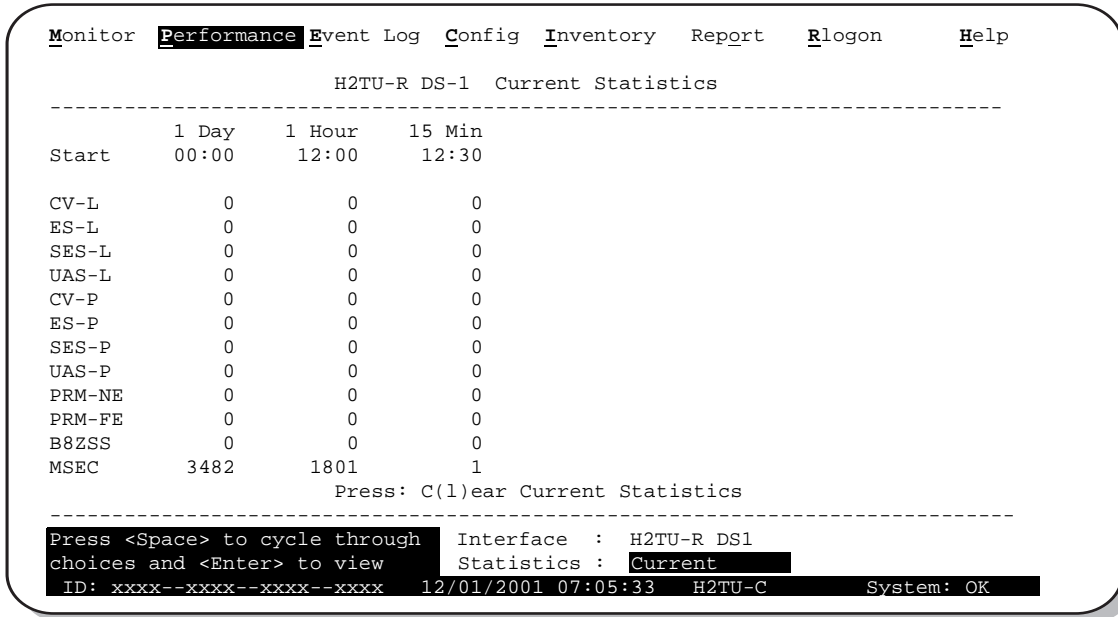 Monitor Performance Event Log Config Inventory Report Rlogon Help
H2TU-R DS-1 Current Statistics
--------------------------------------------------------------------------------
1 Day 1 Hour 15 Min
Start 00:00 12:00 12:30
CV-L 0 0 0
ES-L 0 0 0
SES-L 0 0 0
UAS-L 0 0 0
CV-P 0 0 0
ES-P 0 0 0
SES-P 0 0 0
UAS-P 0 0 0
PRM-NE 0 0 0
PRM-FE 0 0 0
B8ZSS 0 0 0
MSEC 3482 1801 1
Press: C(l)ear Current Statistics
--------------------------------------------------------------------------------
Press <Space> to cycle through Interface : H2TU-R DS1
choices and <Enter> to view Statistics : Current
ID: xxxx--xxxx--xxxx--xxxx 12/01/2001 07:05:33 H2TU-C System: OK